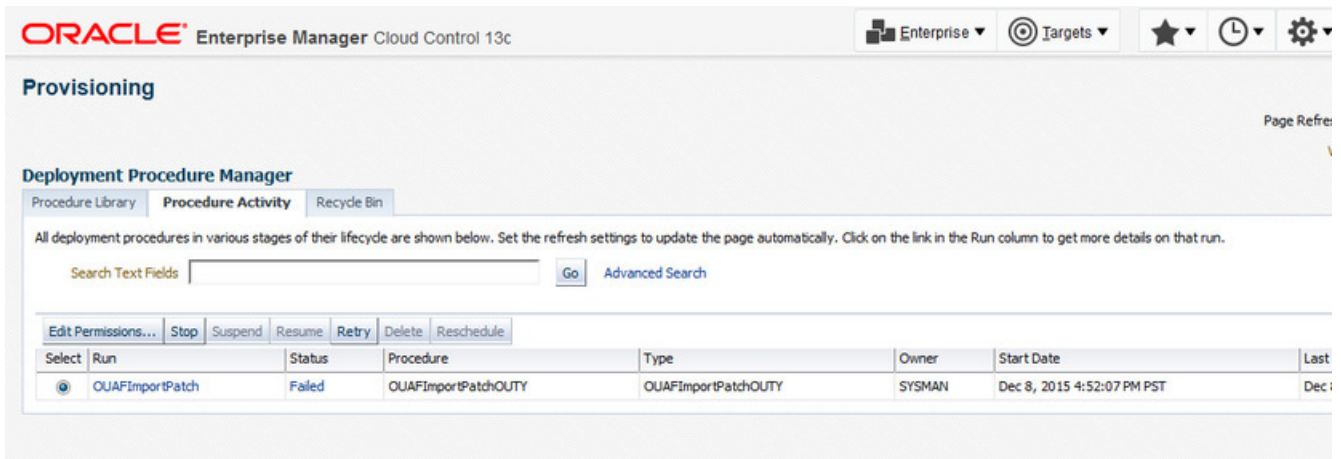 ORACLE® Enterprise Manager Cloud Control 13c
Enterprise Targets
Provisioning
Page Refres
Deployment Procedure Manager
Procedure Library Procedure Activity Recycle Bin
All deployment procedures in various stages of their lifecycle are shown below. Set the refresh settings to update the page automatically. Click on the link in the Run column to get more details on that run.
Search Text Fields Go Advanced Search
Edit Permissions... Stop Suspend Resume Retry Delete Reschedule
Select Run Status Procedure Type Owner Start Date Last
OUAFImportPatch Failed OUAFImportPatchOUTY OUAFImportPatchOUTY SYSMAN Dec 8, 2015 4:52:07 PM PST Dec